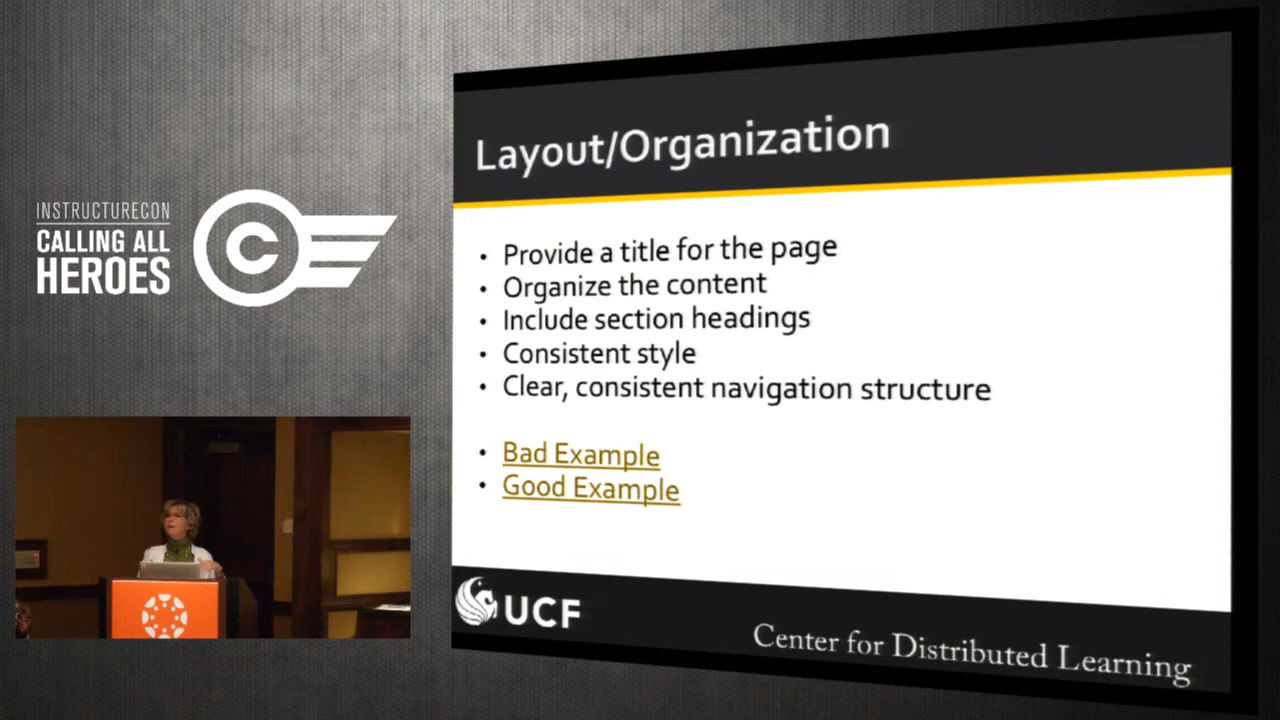 INSTRUCTURECON
CALLING ALL
HEROES
C
Layout/Organization
• Provide a title for the page
• Organize the content
• Include section headings
• Consistent style
• Clear, consistent navigation structure
• Bad Example
• Good Example
UCF
Center for Distributed Learning